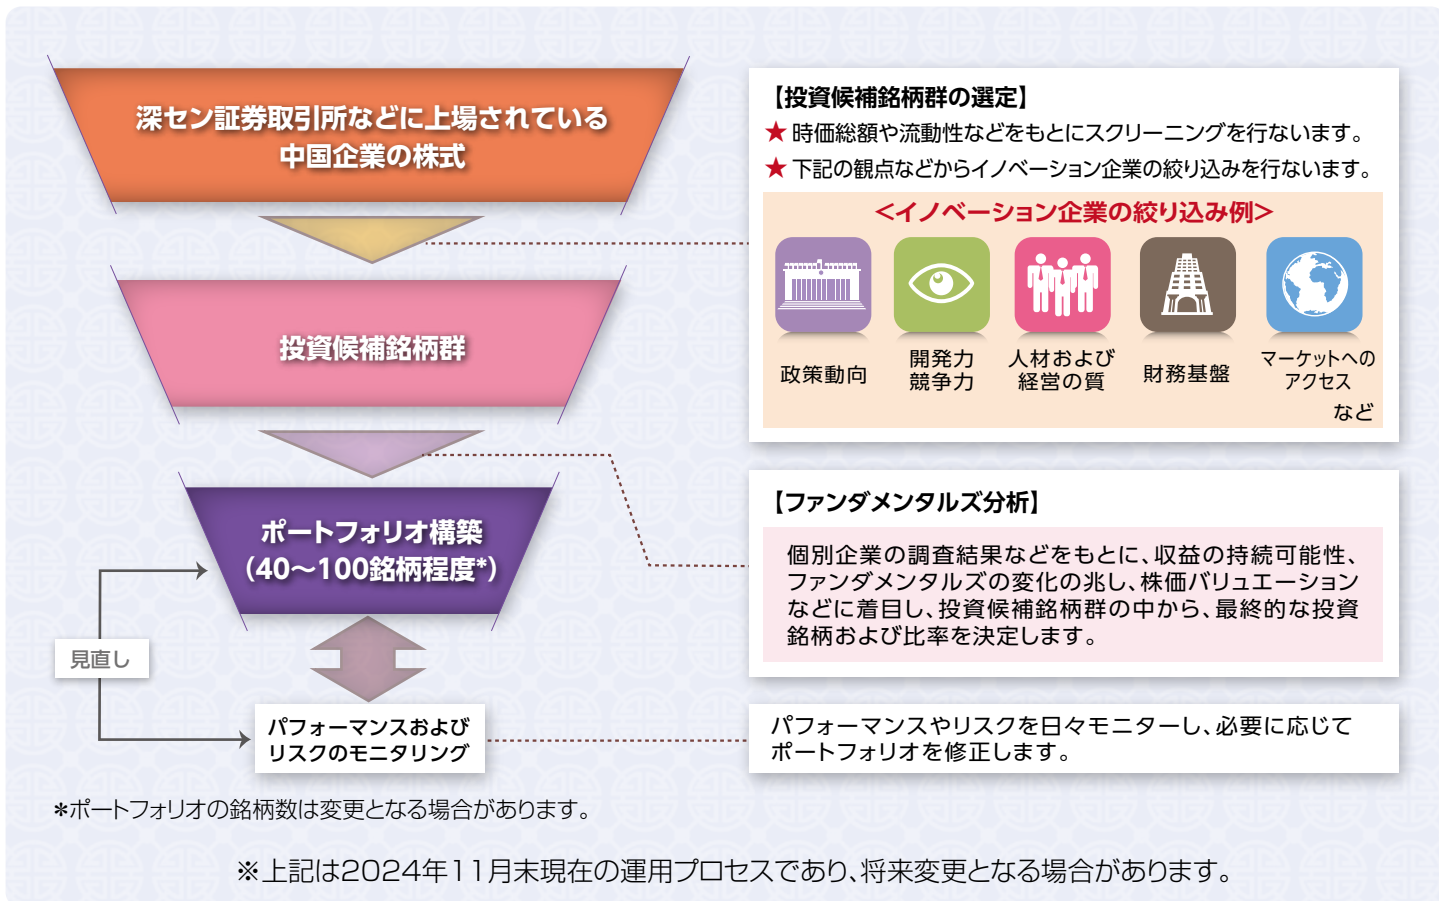 深セン証券取引所などに上場されている
中国企業の株式
投資候補銘柄群
ポートフォリオ構築
(40～100銘柄程度*)
見直し
パフォーマンスおよび
リスクのモニタリング
【投資候補銘柄群の選定】
★ 時価総額や流動性などをもとにスクリーニングを行ないます。
★ 下記の観点などからイノベーション企業の絞り込みを行ないます。
<イノベーション企業の絞り込み例>
政策動向
開発力
競争力
人材および
経営の質
財務基盤
マーケットへの
アクセス
など
【ファンダメンタルズ分析】
個別企業の調査結果などをもとに、収益の持続可能性、
ファンダメンタルズの変化の兆し、株価バリュエーション
などに着目し、投資候補銘柄群の中から、最終的な投資
銘柄および比率を決定します。
パフォーマンスやリスクを日々モニターし、必要に応じて
ポートフォリオを修正します。
*ポートフォリオの銘柄数は変更となる場合があります。
※上記は2024年11月末現在の運用プロセスであり、将来変更となる場合があります。